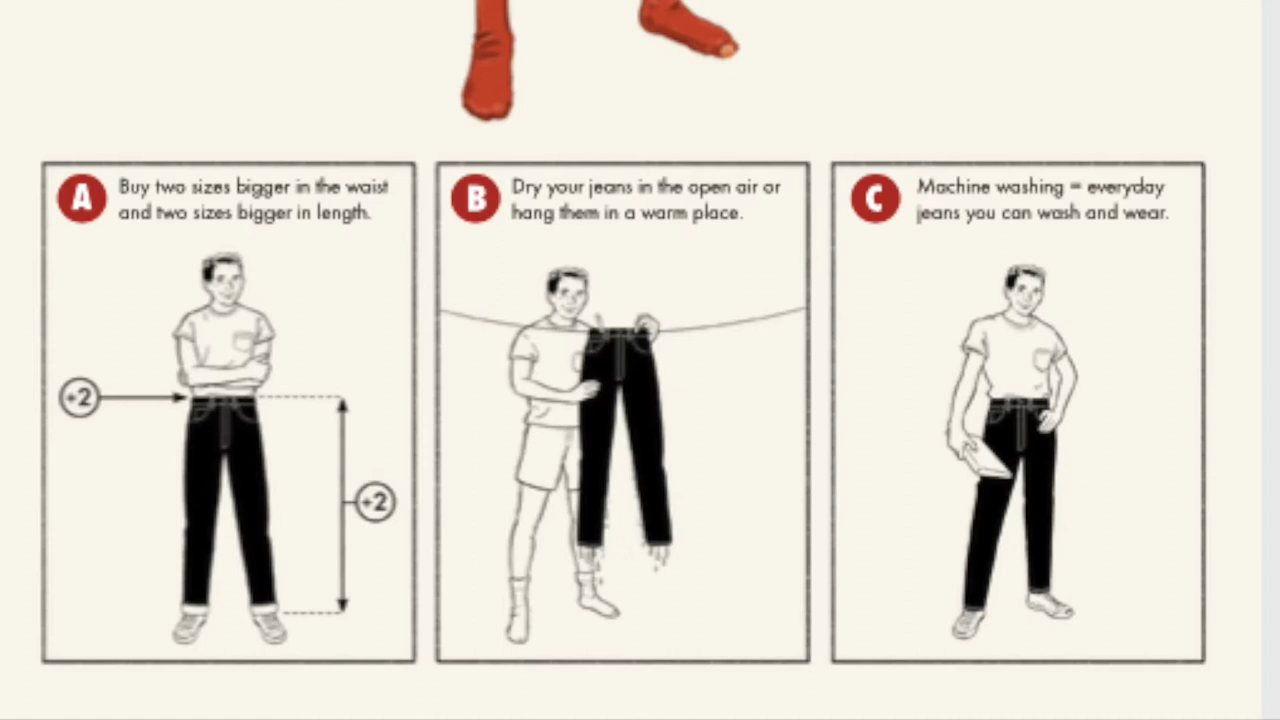 A
Buy two sizes bigger in the waist
and two sizes bigger in length.
+2
+2
B
Dry your jeans in the open air or
hang them in a warm place.
C
Machine washing = everyday
jeans you can wash and wear.